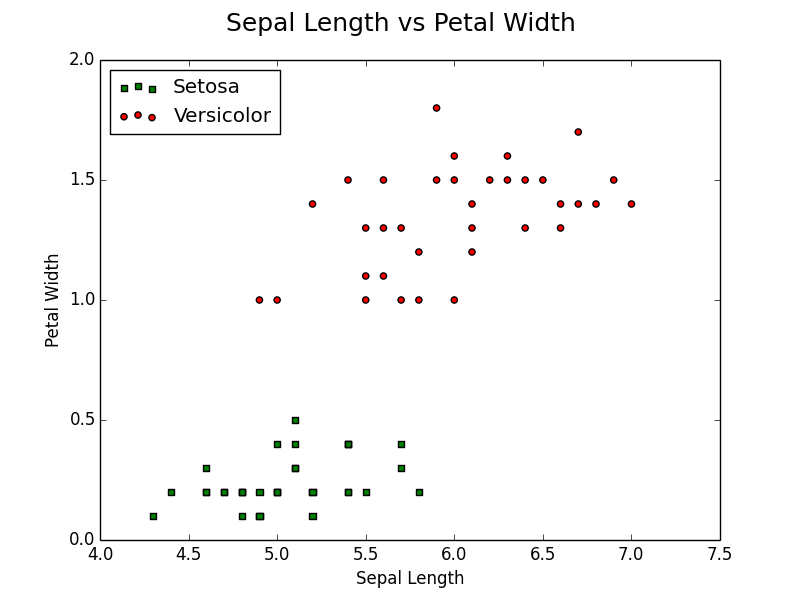 Sepal Length vs Petal Width
Setosa
Versicolor
2.0
1.5
1.0
0.5
0.0
Petal Width
4.0 4.5 5.0 5.5 6.0 6.5 7.0 7.5
Sepal Length